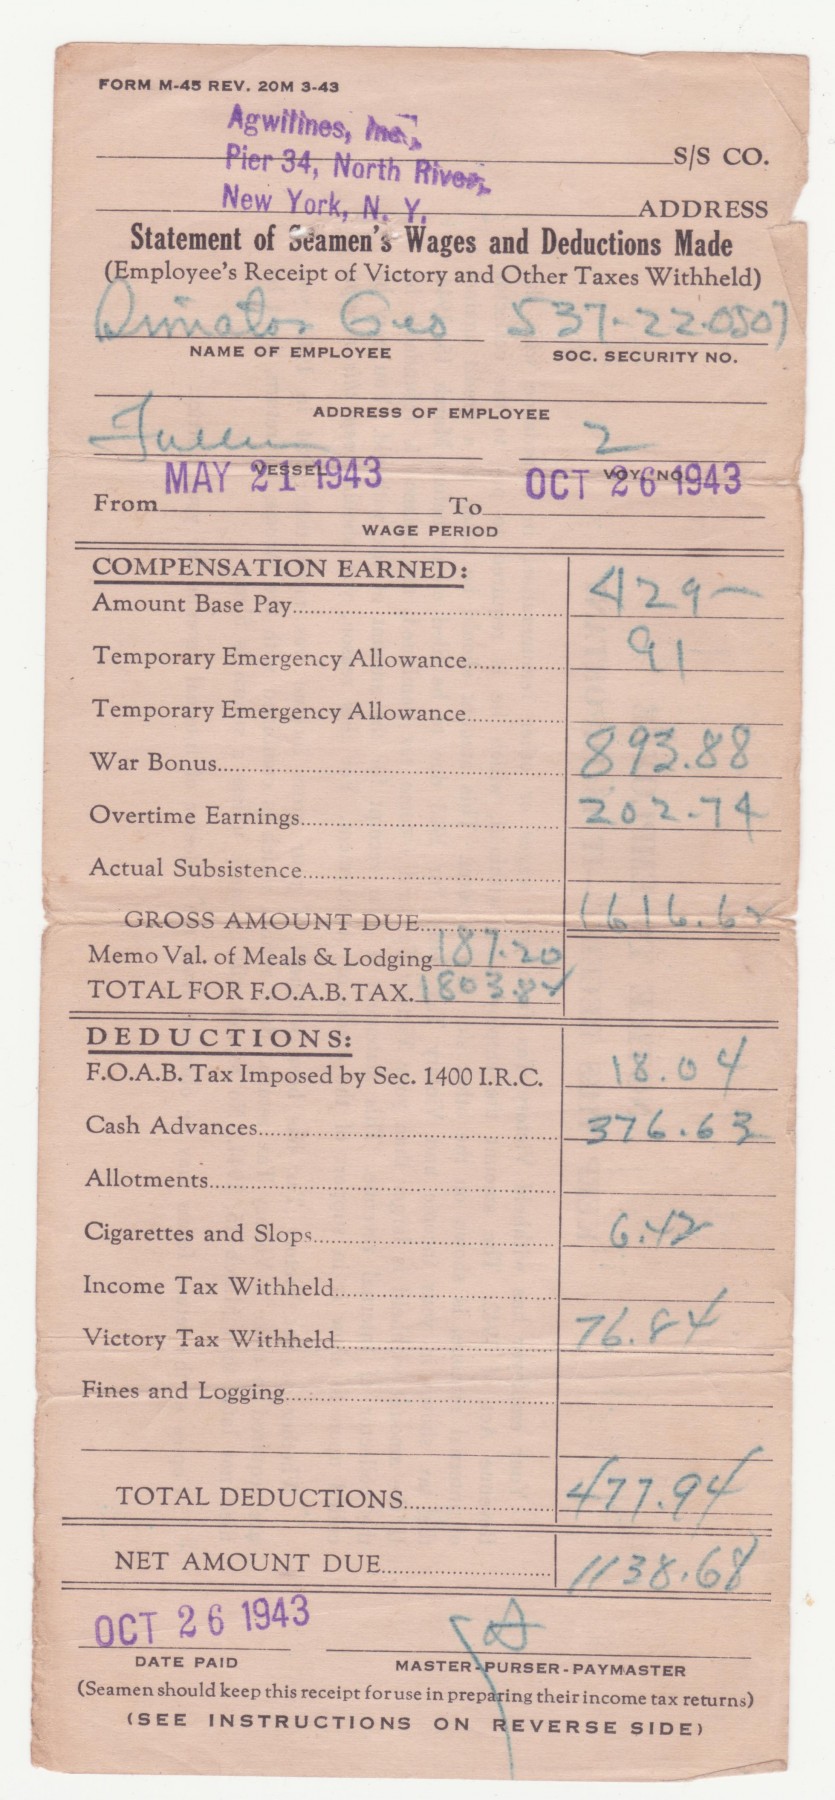 FORM M-45 REV. 20M 3-43
Agwilines, Inc.,
S/S CO.
Pier 34, North River,
New York, N. Y.
ADDRESS
Statement of Seamen's Wages and Deductions Made
(Employee's Receipt of Victory and Other Taxes Withheld)
Dimatos Geo 537-22-0507
NAME OF EMPLOYEE SOC. SECURITY NO.
ADDRESS OF EMPLOYEE
2
VESSEL VOY. NO.
From MAY 21 1943 To OCT 26 1943
WAGE PERIOD
COMPENSATION EARNED:
Amount Base Pay 429-
Temporary Emergency Allowance 91
Temporary Emergency Allowance
War Bonus 893.88
Overtime Earnings 202.74
Actual Subsistence
GROSS AMOUNT DUE 1616.62
Memo Val. of Meals & Lodging 187.20
TOTAL FOR F.O.A.B. TAX. 1803.82
DEDUCTIONS:
F.O.A.B. Tax Imposed by Sec. 1400 I.R.C. 18.04
Cash Advances 376.63
Allotments
Cigarettes and Slops 6.42
Income Tax Withheld
Victory Tax Withheld 76.84
Fines and Logging
TOTAL DEDUCTIONS 477.94
NET AMOUNT DUE 1138.68
OCT 26 1943
DATE PAID MASTER-PURSER-PAYMASTER
(Seamen should keep this receipt for use in preparing their income tax returns)
(SEE INSTRUCTIONS ON REVERSE SIDE)